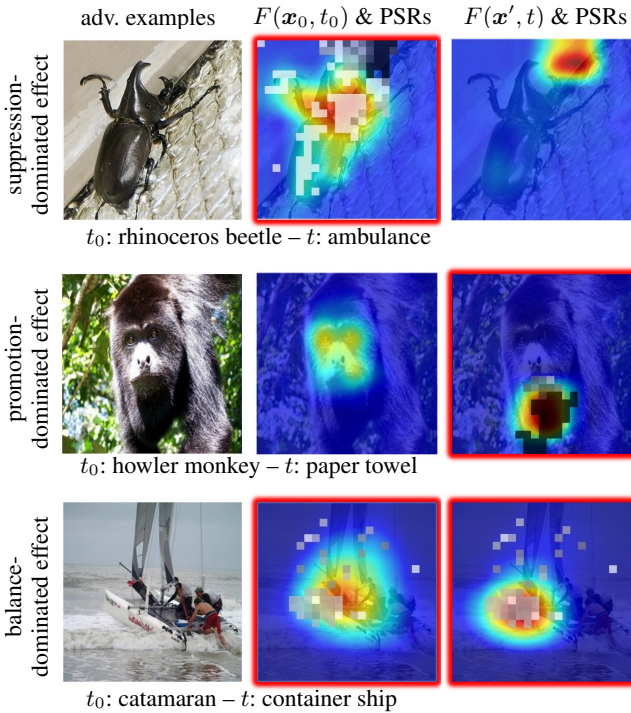 adv. examples F(x₀, t₀) & PSRs F(x′, t) & PSRs
suppression-
dominated effect
t₀: rhinoceros beetle – t: ambulance
promotion-
dominated effect
t₀: howler monkey – t: paper towel
balance-
dominated effect
t₀: catamaran – t: container ship